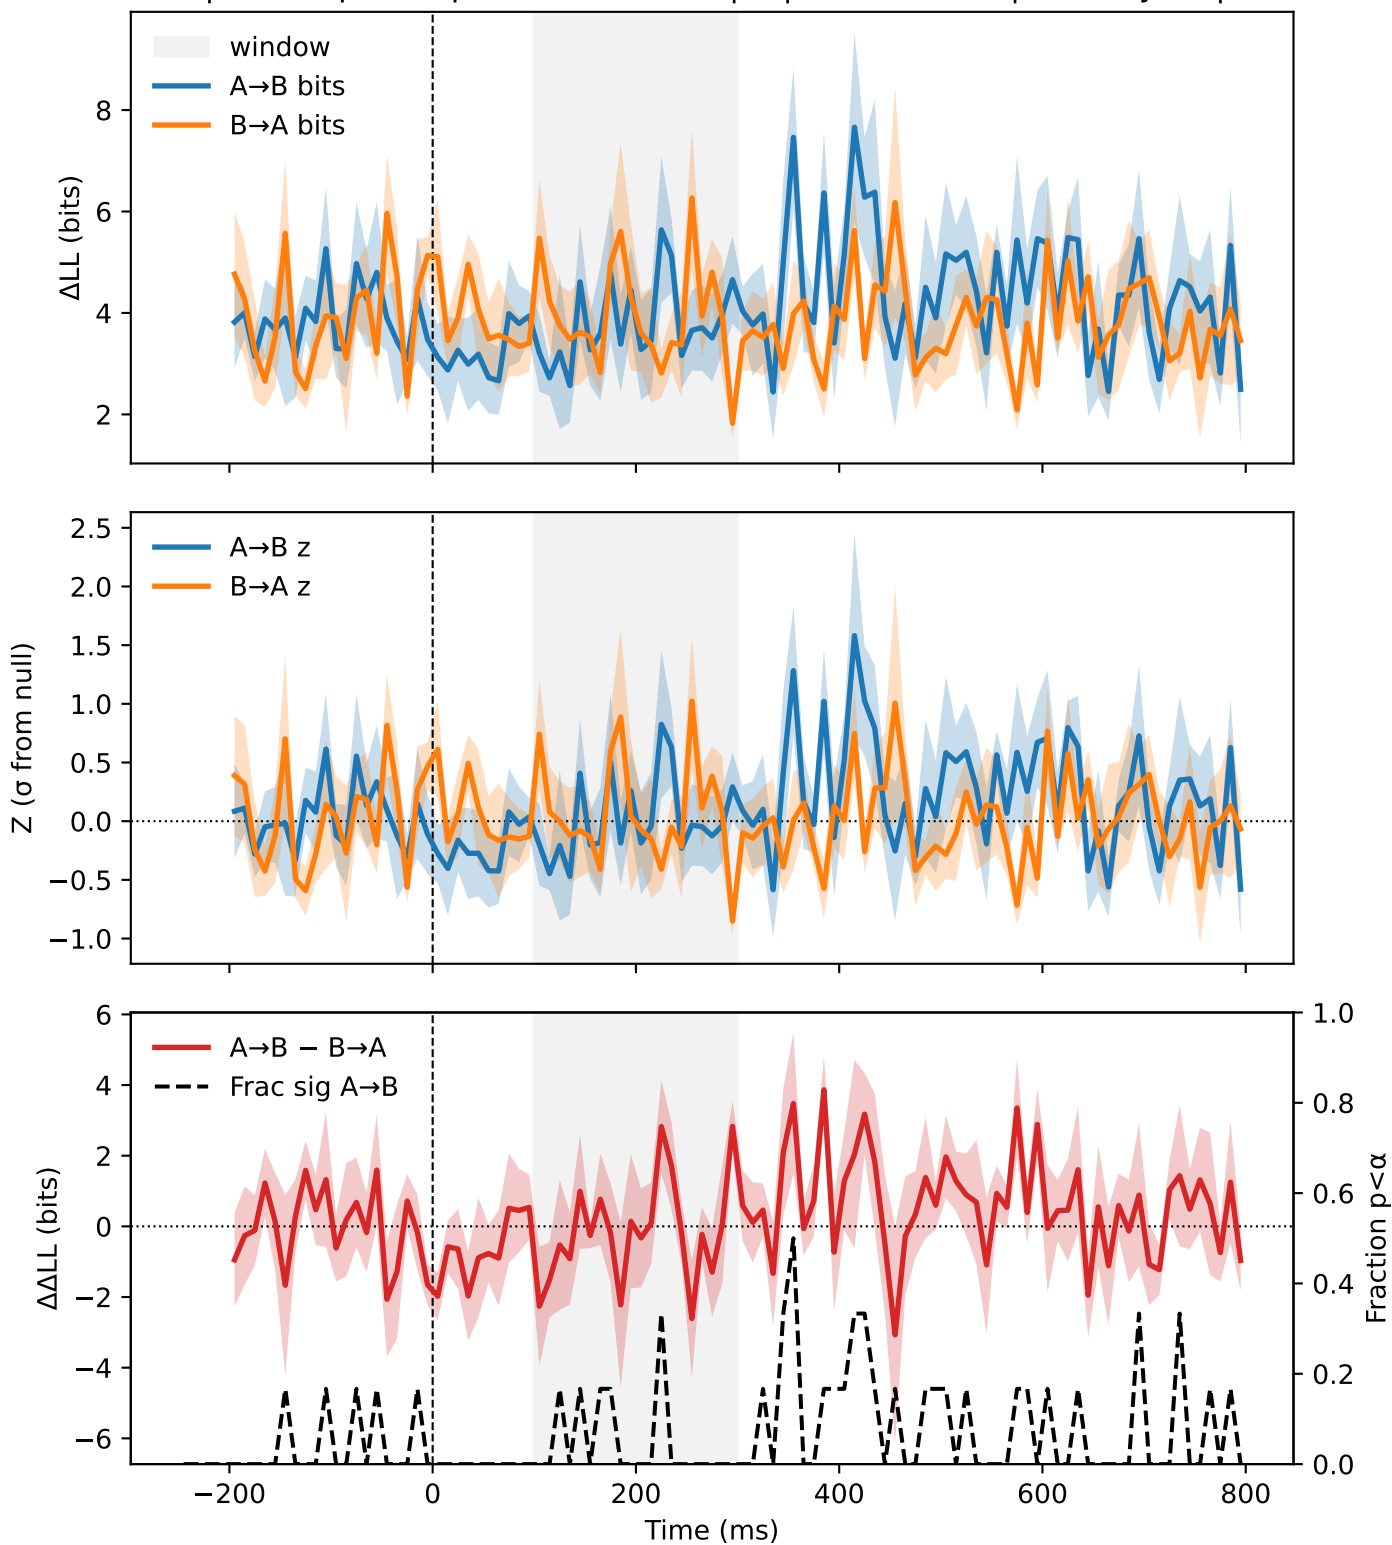 window
A→B bits
B→A bits
ΔLL (bits)
8
6
4
2
A→B z
B→A z
Z (σ from null)
2.5
2.0
1.5
1.0
0.5
0.0
−0.5
−1.0
A→B − B→A
Frac sig A→B
ΔΔLL (bits)
6
4
2
0
−2
−4
−6
1.0
0.8
0.6
0.4
0.2
0.0
Fraction p<α
−200
0
200
400
600
800
Time (ms)